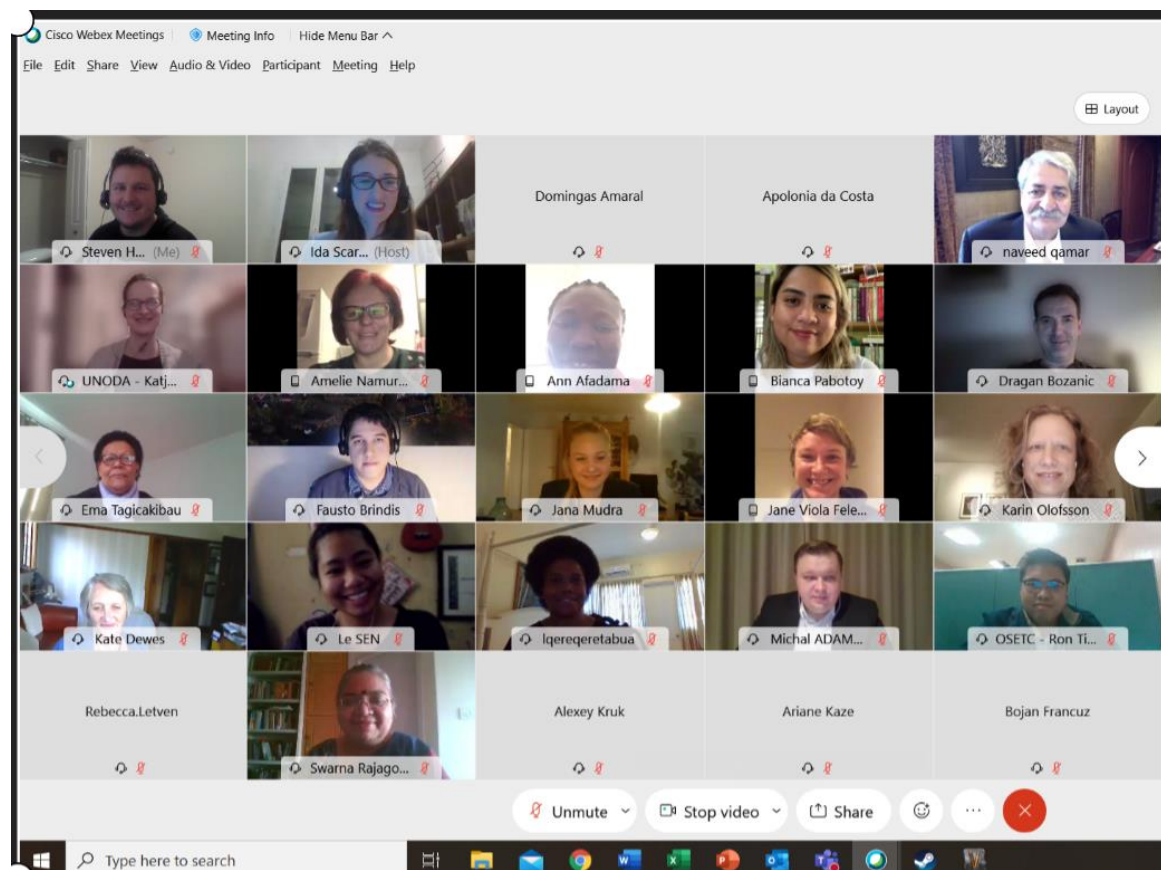 Cisco Webex Meetings Meeting Info Hide Menu Bar
File Edit Share View Audio & Video Participant Meeting Help
Layout
Steven H... (Me)
Ida Scar... (Host)
Domingas Amaral
Apolonia da Costa
naveed qamar
UNODA - Katj...
Amelie Namur...
Ann Afadama
Bianca Pabotoy
Dragan Bozanic
Ema Tagicakibau
Fausto Brindis
Jana Mudra
Jane Viola Fele...
Karin Olofsson
Kate Dewes
Le SEN
lqereqeretabua
Michal ADAM...
OSETC - Ron Ti...
Rebecca.Letven
Swarna Rajago...
Alexey Kruk
Ariane Kaze
Bojan Francuz
Unmute Stop video Share
Type here to search